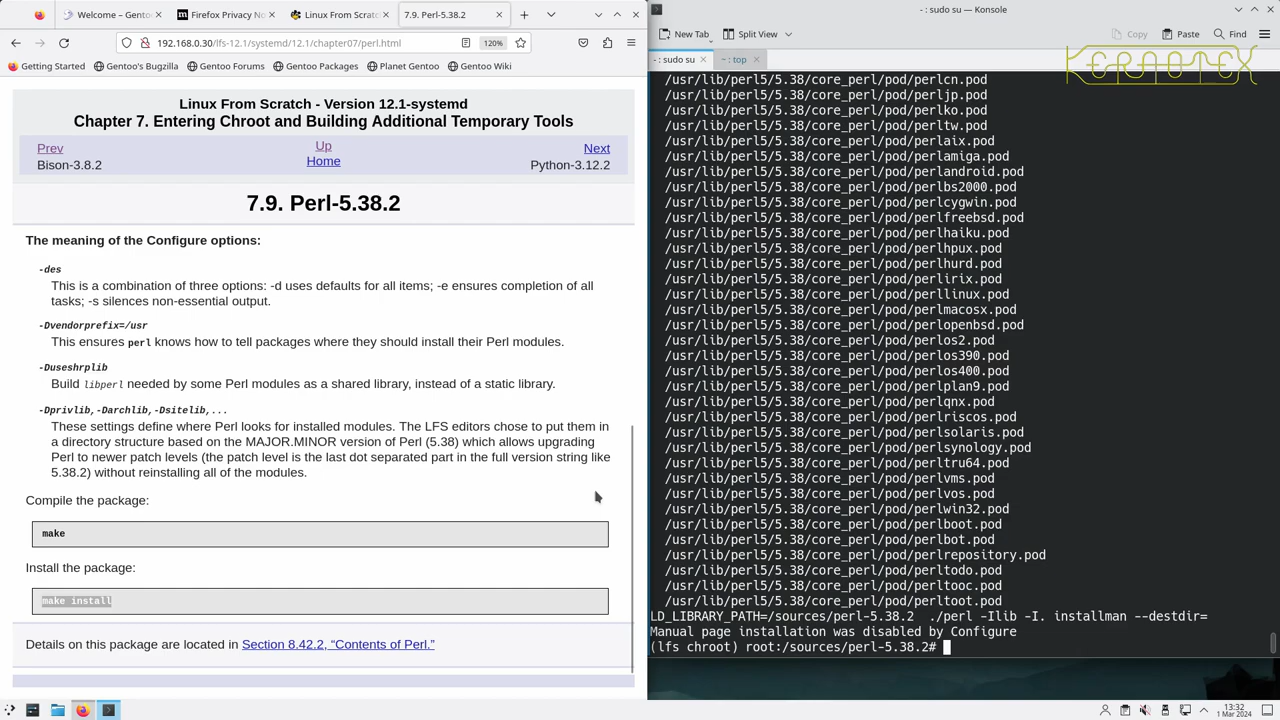 Welcome – Gento
Firefox Privacy No
Linux From Scratch
7.9. Perl-5.38.2
192.168.0.30/lfs-12.1/systemd/12.1/chapter07/perl.html
120%
Getting Started
Gentoo's Bugzilla
Gentoo Forums
Gentoo Packages
Planet Gentoo
Gentoo Wiki
Linux From Scratch - Version 12.1-systemd
Chapter 7. Entering Chroot and Building Additional Temporary Tools
Prev
Up
Next
Bison-3.8.2
Home
Python-3.12.2
7.9. Perl-5.38.2
The meaning of the Configure options:
-des
This is a combination of three options: -d uses defaults for all items; -e ensures completion of all
tasks; -s silences non-essential output.
-Dvendorprefix=/usr
This ensures perl knows how to tell packages where they should install their Perl modules.
-Duseshrplib
Build libperl needed by some Perl modules as a shared library, instead of a static library.
-Dprivlib,-Darchlib,-Dsitelib,...
These settings define where Perl looks for installed modules. The LFS editors chose to put them in
a directory structure based on the MAJOR.MINOR version of Perl (5.38) which allows upgrading
Perl to newer patch levels (the patch level is the last dot separated part in the full version string like
5.38.2) without reinstalling all of the modules.
Compile the package:
make
Install the package:
make install
Details on this package are located in Section 8.42.2, “Contents of Perl.”
- : sudo su — Konsole
New Tab
Split View
Copy
Paste
Find
- : sudo su
~ : top
KERNOTEX
/usr/lib/perl5/5.38/core_perl/pod/perlcn.pod
/usr/lib/perl5/5.38/core_perl/pod/perljp.pod
/usr/lib/perl5/5.38/core_perl/pod/perlko.pod
/usr/lib/perl5/5.38/core_perl/pod/perltw.pod
/usr/lib/perl5/5.38/core_perl/pod/perlaix.pod
/usr/lib/perl5/5.38/core_perl/pod/perlamiga.pod
/usr/lib/perl5/5.38/core_perl/pod/perlandroid.pod
/usr/lib/perl5/5.38/core_perl/pod/perlbs2000.pod
/usr/lib/perl5/5.38/core_perl/pod/perlcygwin.pod
/usr/lib/perl5/5.38/core_perl/pod/perlfreebsd.pod
/usr/lib/perl5/5.38/core_perl/pod/perlhaiku.pod
/usr/lib/perl5/5.38/core_perl/pod/perlhpux.pod
/usr/lib/perl5/5.38/core_perl/pod/perlhurd.pod
/usr/lib/perl5/5.38/core_perl/pod/perlirix.pod
/usr/lib/perl5/5.38/core_perl/pod/perllinux.pod
/usr/lib/perl5/5.38/core_perl/pod/perlmacosx.pod
/usr/lib/perl5/5.38/core_perl/pod/perlopenbsd.pod
/usr/lib/perl5/5.38/core_perl/pod/perlos2.pod
/usr/lib/perl5/5.38/core_perl/pod/perlos390.pod
/usr/lib/perl5/5.38/core_perl/pod/perlos400.pod
/usr/lib/perl5/5.38/core_perl/pod/perlplan9.pod
/usr/lib/perl5/5.38/core_perl/pod/perlqnx.pod
/usr/lib/perl5/5.38/core_perl/pod/perlriscos.pod
/usr/lib/perl5/5.38/core_perl/pod/perlsolaris.pod
/usr/lib/perl5/5.38/core_perl/pod/perlsynology.pod
/usr/lib/perl5/5.38/core_perl/pod/perltru64.pod
/usr/lib/perl5/5.38/core_perl/pod/perlvms.pod
/usr/lib/perl5/5.38/core_perl/pod/perlvos.pod
/usr/lib/perl5/5.38/core_perl/pod/perlwin32.pod
/usr/lib/perl5/5.38/core_perl/pod/perlboot.pod
/usr/lib/perl5/5.38/core_perl/pod/perlbot.pod
/usr/lib/perl5/5.38/core_perl/pod/perlrepository.pod
/usr/lib/perl5/5.38/core_perl/pod/perltodo.pod
/usr/lib/perl5/5.38/core_perl/pod/perltooc.pod
/usr/lib/perl5/5.38/core_perl/pod/perltoot.pod
LD_LIBRARY_PATH=/sources/perl-5.38.2 ./perl -Ilib -I. installman --destdir=
Manual page installation was disabled by Configure
(lfs chroot) root:/sources/perl-5.38.2#
13:32
1 Mar 2024